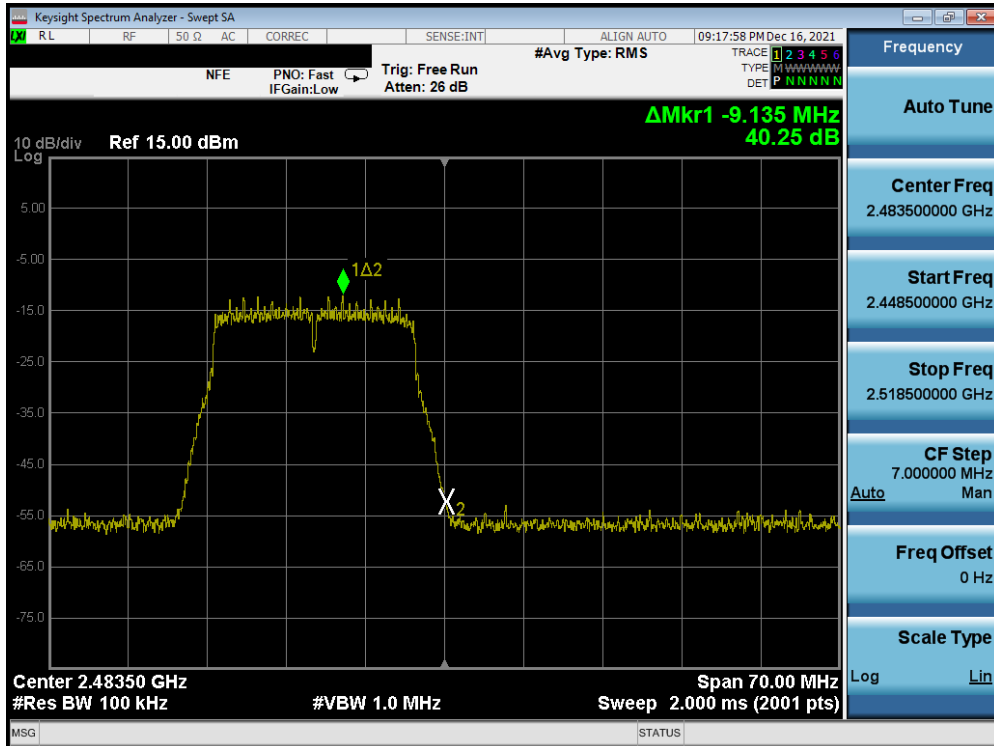 Keysight Spectrum Analyzer - Swept SA
LXI RL RF 50 Ω AC CORREC SENSE:INT ALIGN AUTO 09:17:58 PM Dec 16, 2021
#Avg Type: RMS TRACE 1 2 3 4 5 6
NFE PNO: Fast Trig: Free Run TYPE M W W W W W
IFGain:Low Atten: 26 dB DET P N N N N N
ΔMkr1 -9.135 MHz
40.25 dB
10 dB/div Ref 15.00 dBm
Log
5.00
-5.00
1Δ2
-15.0
-25.0
-35.0
-45.0
-55.0
2
-65.0
-75.0
Center 2.48350 GHz Span 70.00 MHz
#Res BW 100 kHz #VBW 1.0 MHz Sweep 2.000 ms (2001 pts)
MSG STATUS
Frequency
Auto Tune
Center Freq
2.483500000 GHz
Start Freq
2.448500000 GHz
Stop Freq
2.518500000 GHz
CF Step
7.000000 MHz
Auto Man
Freq Offset
0 Hz
Scale Type
Log Lin